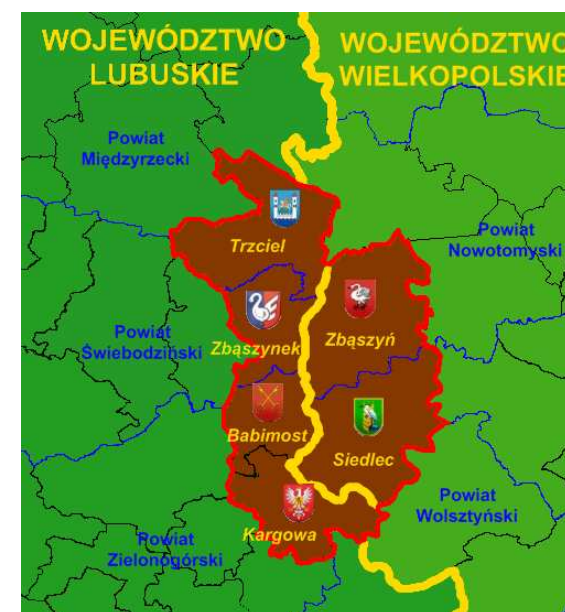 WOJEWÓDZTWO
LUBUSKIE
WOJEWÓDZTWO
WIELKOPOLSKIE
Powiat
Międzyrzecki
Trzciel
Powiat
Nowotomyski
Powiat
Świebodziński
Zbąszynek
Zbąszyń
Babimost
Siedlec
Powiat
Wolsztyński
Kargowa
Powiat
Zielonogórski